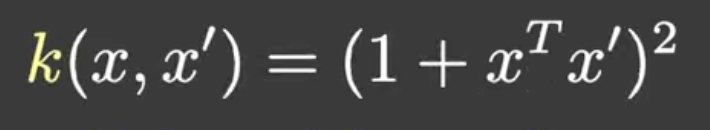 k(x, x′) = (1 + xᵀx′)²